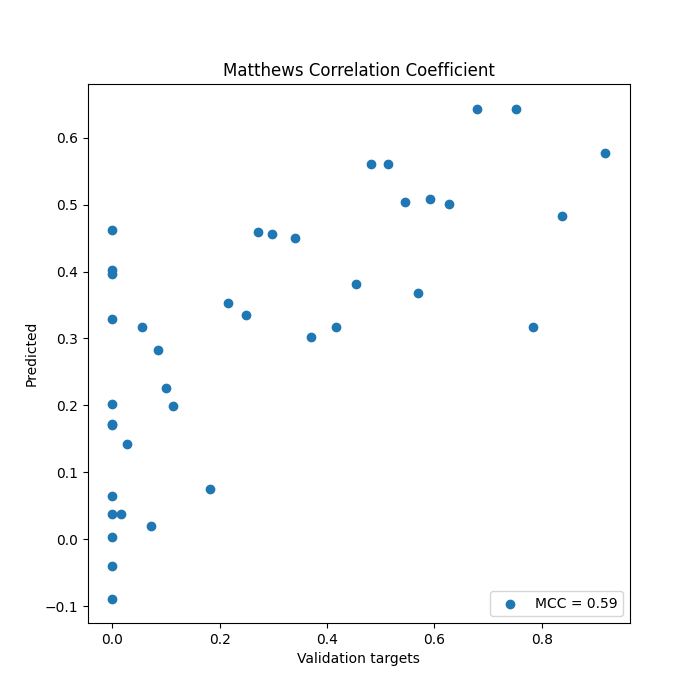 Matthews Correlation Coefficient
0.6
0.5
0.4
0.3
0.2
0.1
0.0
−0.1
Predicted
0.0 0.2 0.4 0.6 0.8
Validation targets
MCC = 0.59